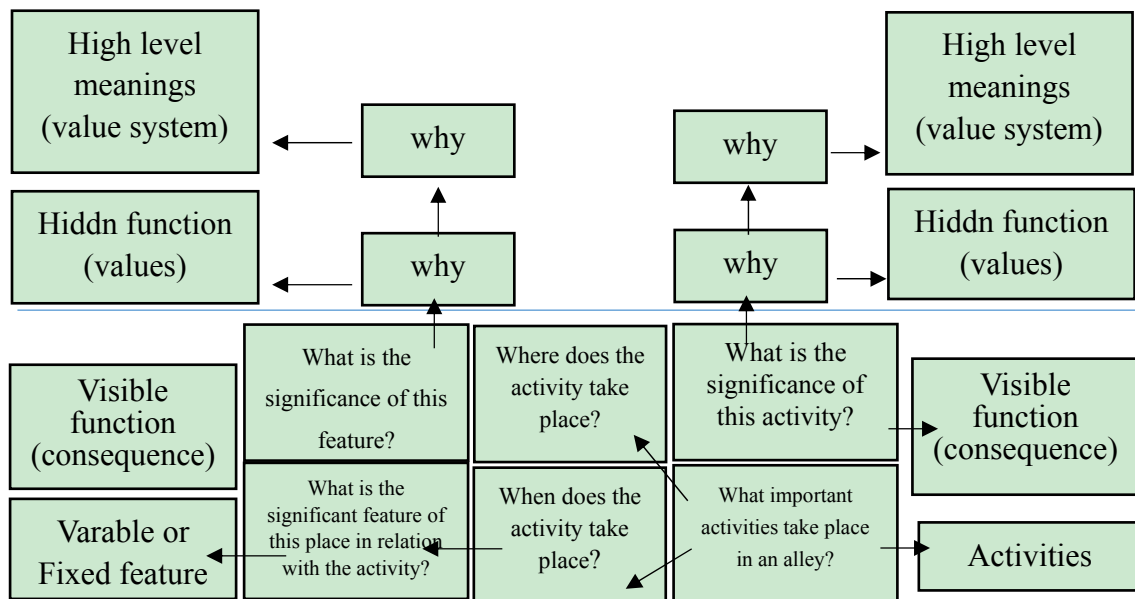 High level
meanings
(value system)
why
why
High level
meanings
(value system)
Hiddn function
(values)
why
why
Hiddn function
(values)
Visible
function
(consequence)
What is the
significance of this
feature?
Where does the
activity take
place?
What is the
significance of
this activity?
Visible
function
(consequence)
Varable or
Fixed feature
What is the
significant feature of
this place in relation
with the activity?
When does the
activity take
place?
What important
activities take place
in an alley?
Activities